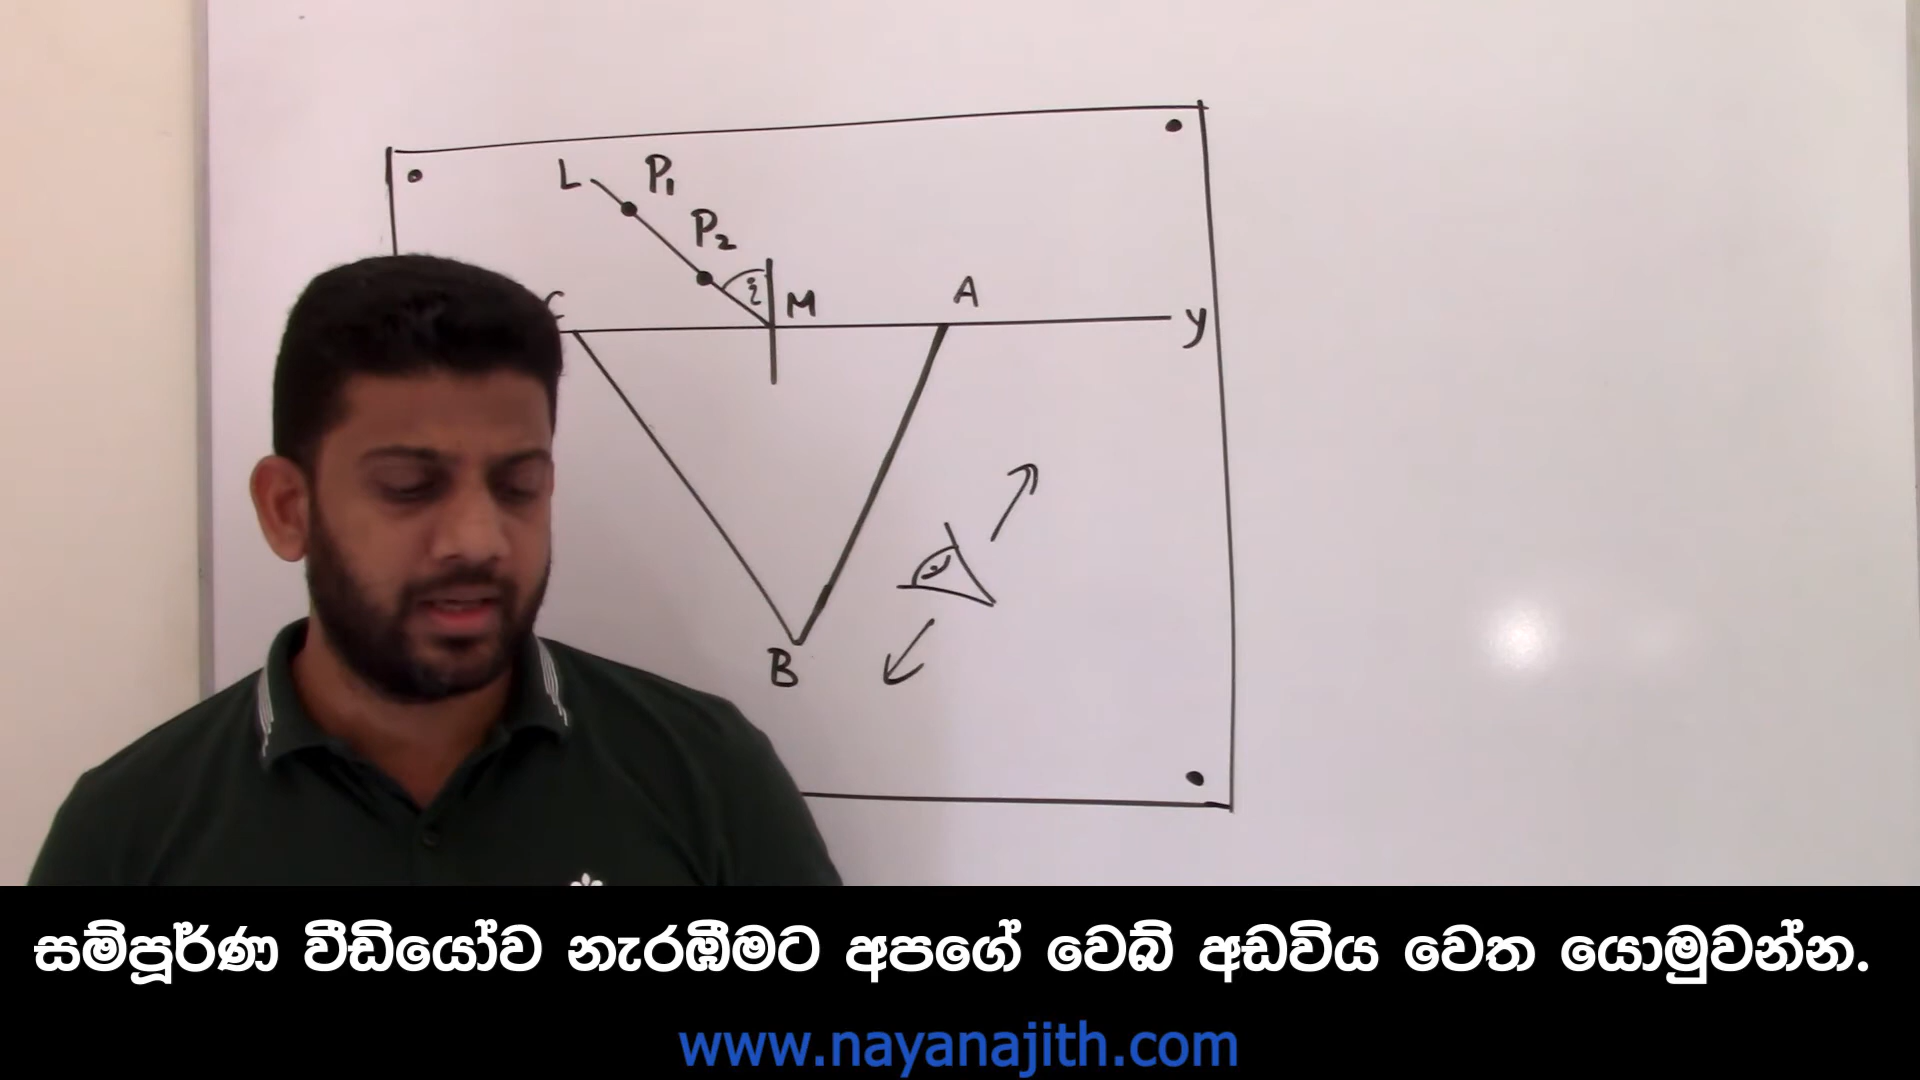 L P₁
P₂
i M A
C y
B
සම්පූර්ණ වීඩියෝව නැරඹීමට අපගේ වෙබ් අඩවිය වෙත යොමුවන්න.
www.nayanajith.com